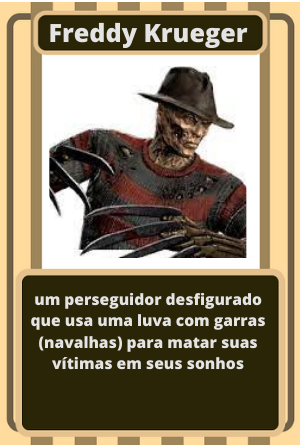 Freddy Krueger
um perseguidor desfigurado
que usa uma luva com garras
(navalhas) para matar suas
vítimas em seus sonhos